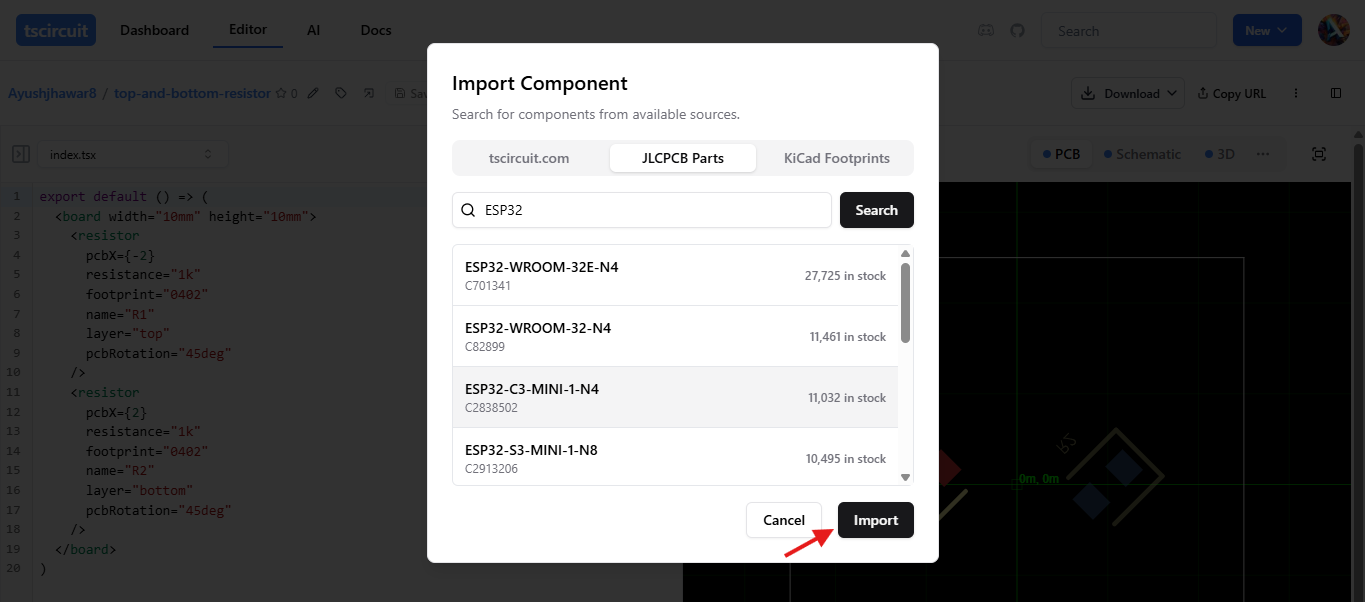 tscircuit Dashboard Editor AI Docs Search New
Ayushjhawar8 / top-and-bottom-resistor 0 Download Copy URL
index.tsx PCB Schematic 3D
Import Component
Search for components from available sources.
tscircuit.com JLCPCB Parts KiCad Footprints
ESP32 Search
ESP32-WROOM-32E-N4
C701341
27,725 in stock
ESP32-WROOM-32-N4
C82899
11,461 in stock
ESP32-C3-MINI-1-N4
C2838502
11,032 in stock
ESP32-S3-MINI-1-N8
C2913206
10,495 in stock
Cancel Import
1 export default () => (
2 <board width="10mm" height="10mm">
3 <resistor
4 pcbX={-2}
5 resistance="1k"
6 footprint="0402"
7 name="R1"
8 layer="top"
9 pcbRotation="45deg"
10 />
11 <resistor
12 pcbX={2}
13 resistance="1k"
14 footprint="0402"
15 name="R2"
16 layer="bottom"
17 pcbRotation="45deg"
18 />
19 </board>
20 )
0m, 0m